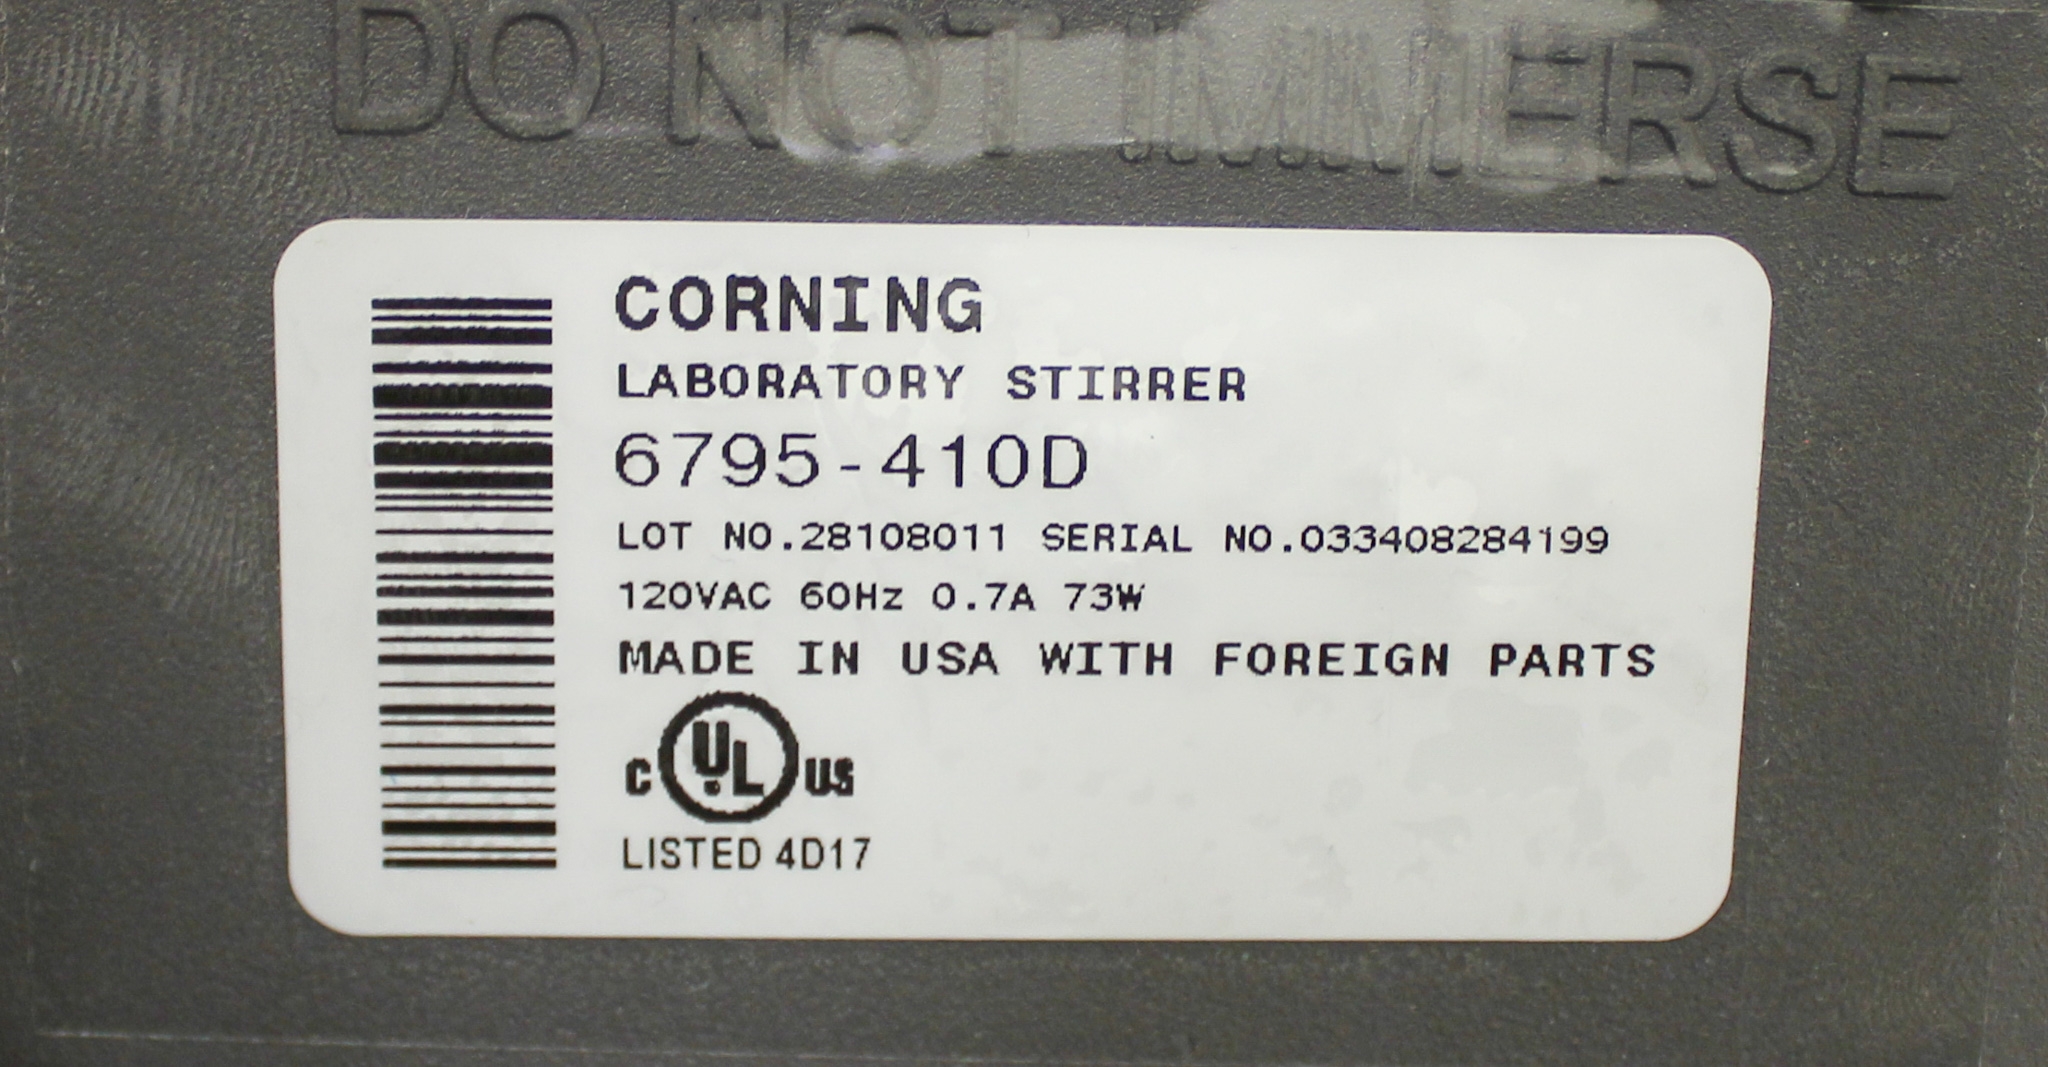 DO NOT IMMERSE
CORNING
LABORATORY STIRRER
6795-410D
LOT NO.28108011 SERIAL NO.033408284199
120VAC 60Hz 0.7A 73W
MADE IN USA WITH FOREIGN PARTS
C UL US
LISTED 4D17